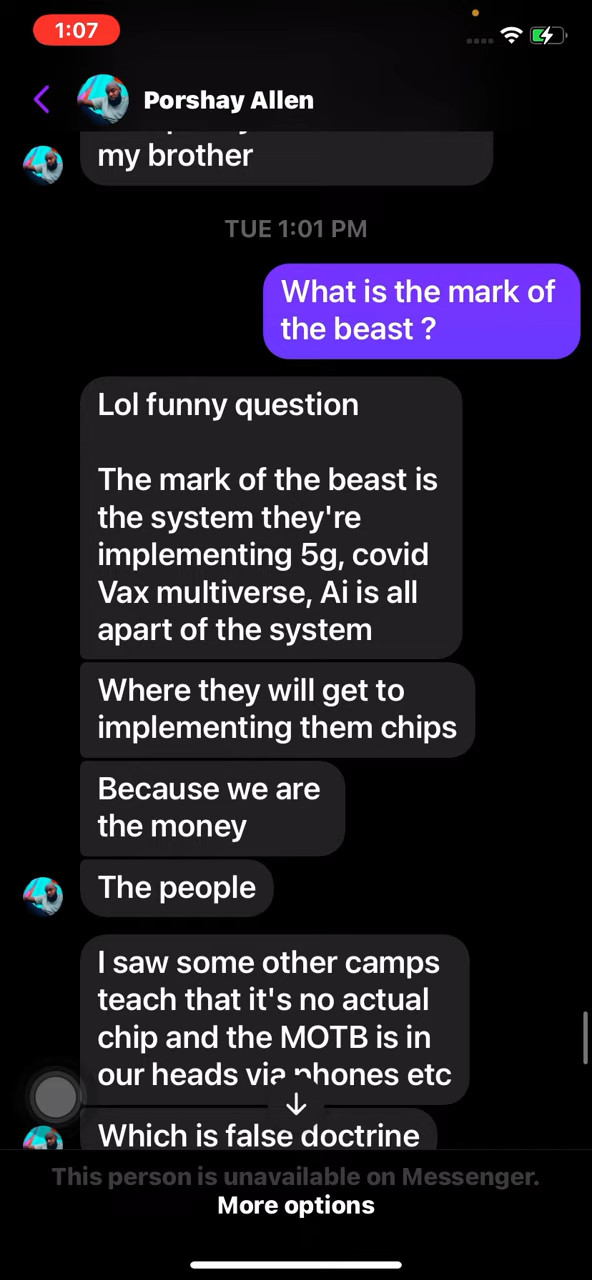 1:07
Porshay Allen
my brother
TUE 1:01 PM
What is the mark of
the beast ?
Lol funny question
The mark of the beast is
the system they're
implementing 5g, covid
Vax multiverse, Ai is all
apart of the system
Where they will get to
implementing them chips
Because we are
the money
The people
I saw some other camps
teach that it's no actual
chip and the MOTB is in
our heads via phones etc
Which is false doctrine
This person is unavailable on Messenger.
More options